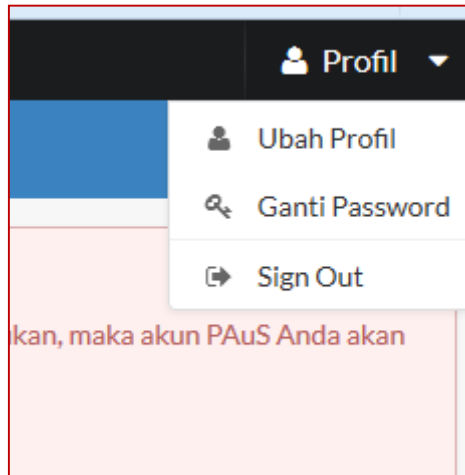 Profil
Ubah Profil
Ganti Password
Sign Out
kan, maka akun PAuS Anda akan